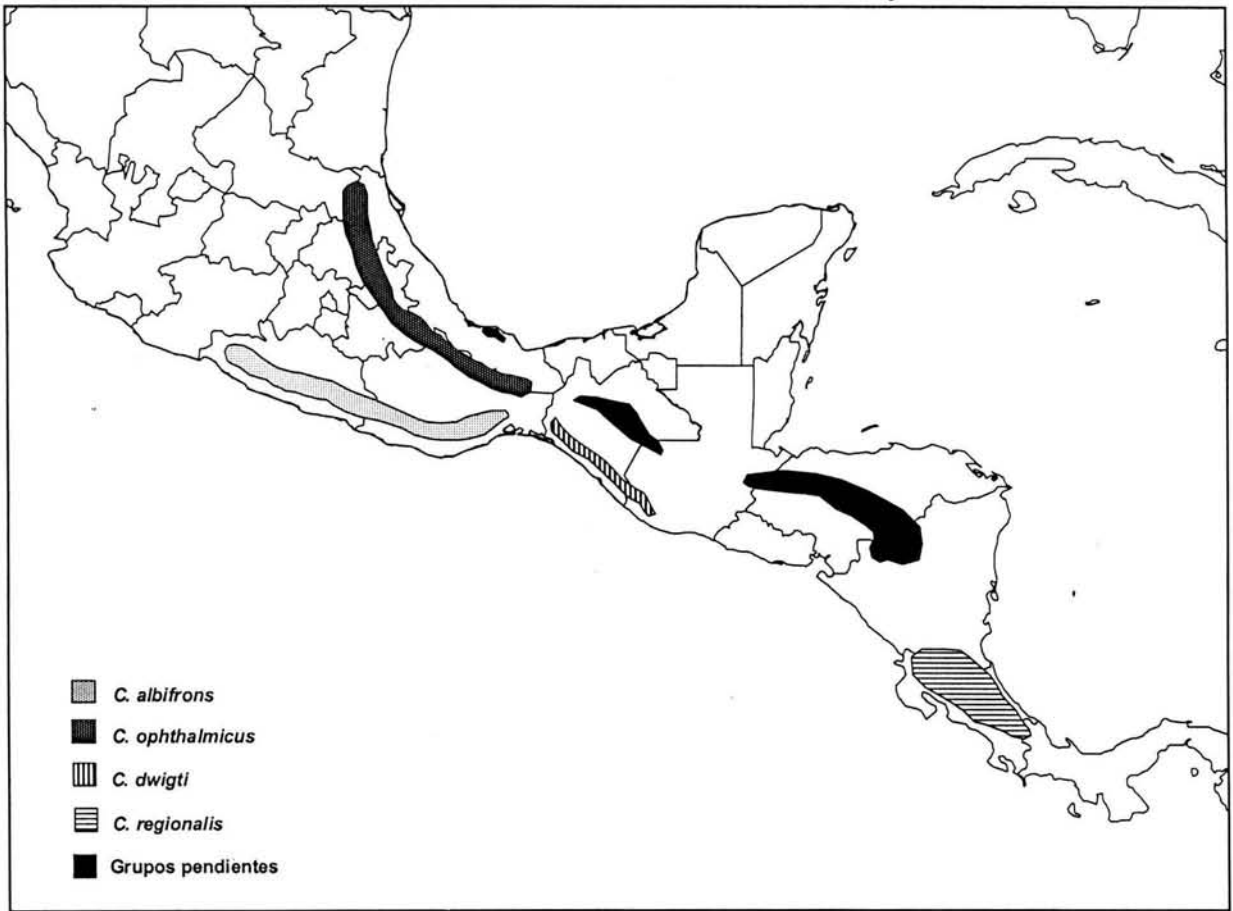 C. albifrons
C. ophthalmicus
C. dwigti
C. regionalis
Grupos pendientes